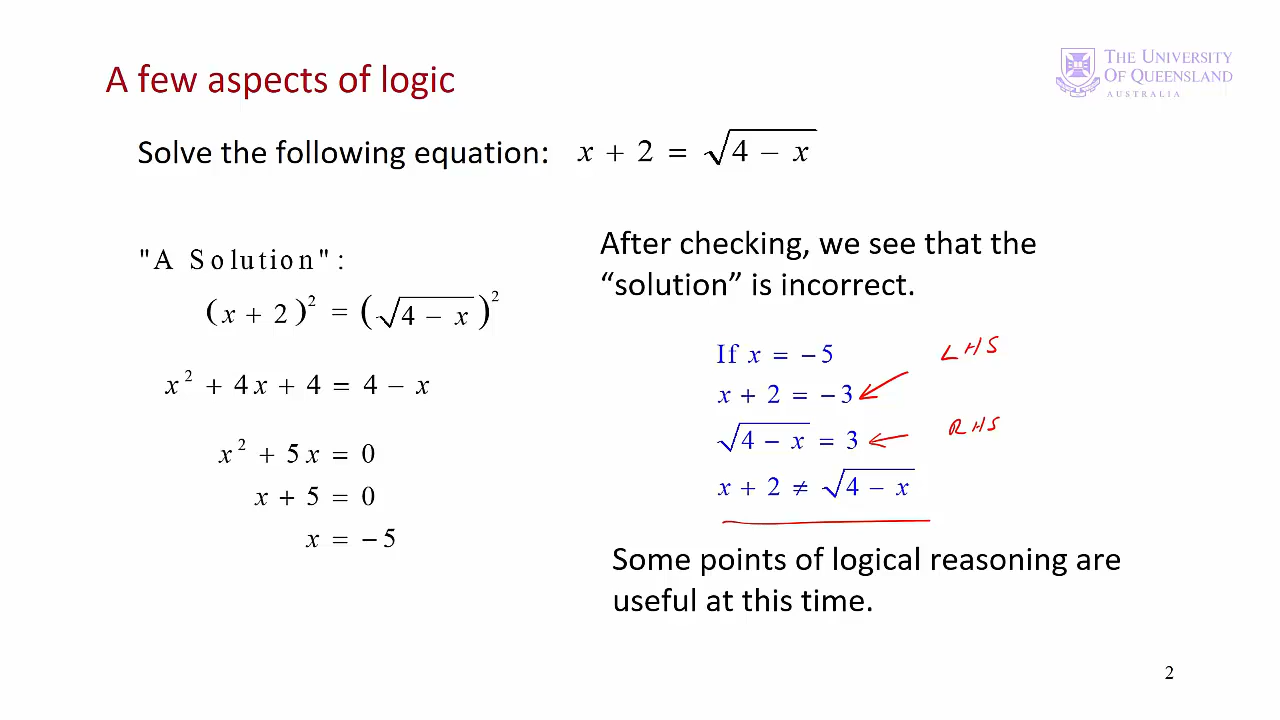 A few aspects of logic
THE UNIVERSITY
OF QUEENSLAND
AUSTRALIA
Solve the following equation: x + 2 = √(4 − x)
"A Solution":
(x + 2)² = (√(4 − x))²
x² + 4x + 4 = 4 − x
x² + 5x = 0
x + 5 = 0
x = −5
After checking, we see that the
“solution” is incorrect.
If x = −5
LHS
x + 2 = −3
√(4 − x) = 3
RHS
x + 2 ≠ √(4 − x)
Some points of logical reasoning are
useful at this time.
2